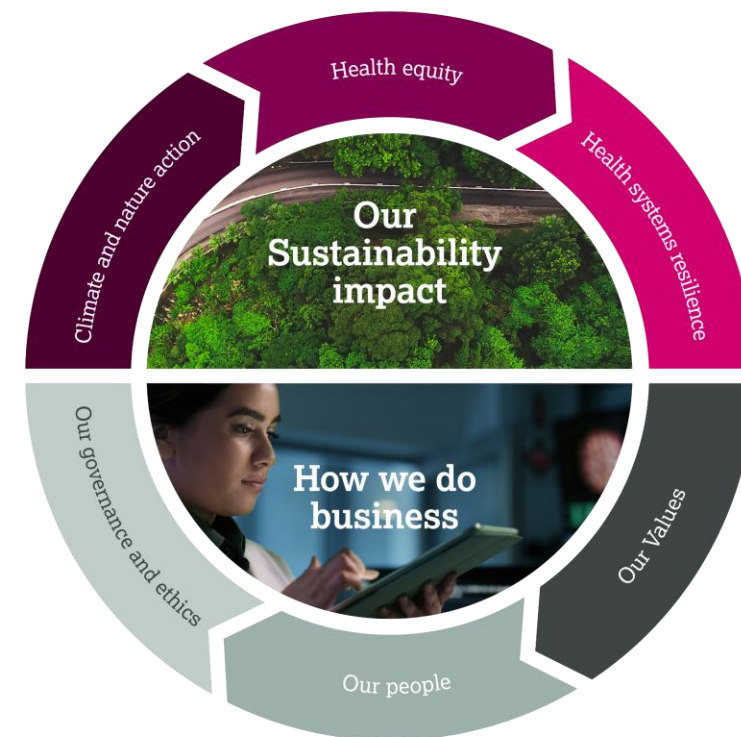 Health equity
Climate and nature action
Health systems resilience
Our
Sustainability
impact
How we do
business
Our governance and ethics
Our Values
Our people